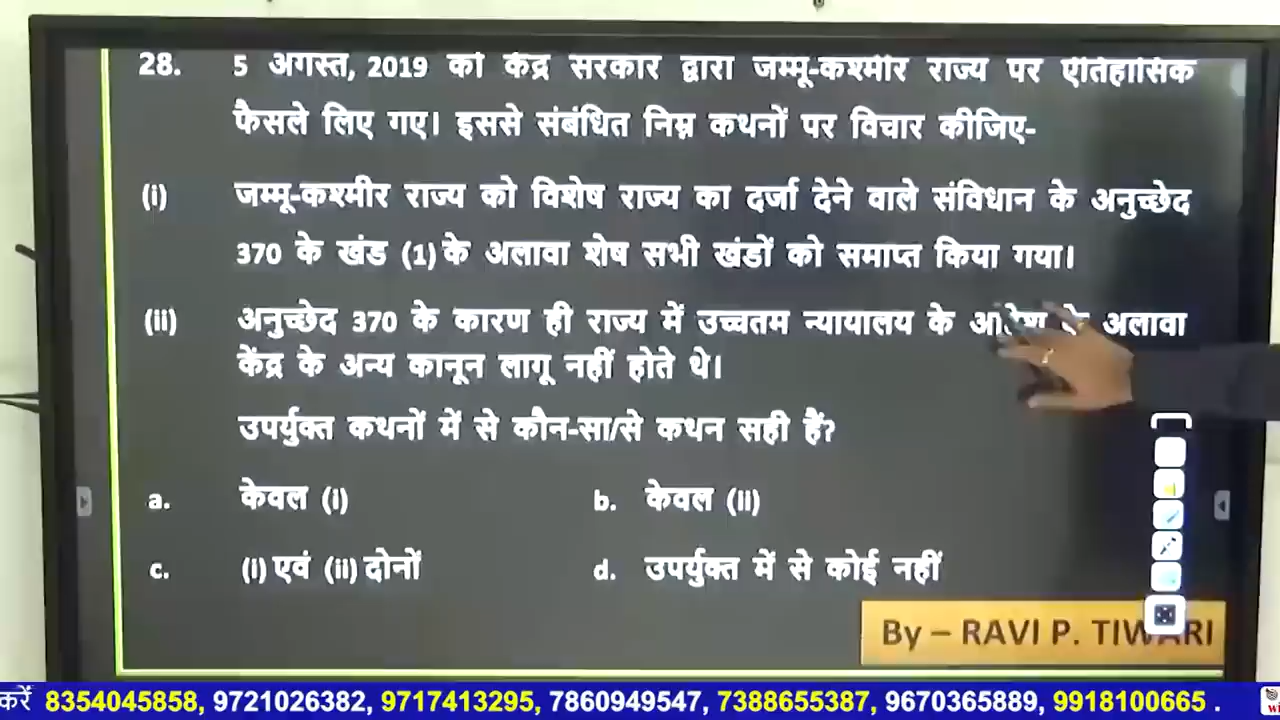 28. 5 अगस्त, 2019 को केंद्र सरकार द्वारा जम्मू-कश्मीर राज्य पर ऐतिहासिक
फैसले लिए गए। इससे संबंधित निम्न कथनों पर विचार कीजिए-
(i) जम्मू-कश्मीर राज्य को विशेष राज्य का दर्जा देने वाले संविधान के अनुच्छेद
370 के खंड (1) के अलावा शेष सभी खंडों को समाप्त किया गया।
(ii) अनुच्छेद 370 के कारण ही राज्य में उच्चतम न्यायालय के के अलावा
केंद्र के अन्य कानून लागू नहीं होते थे।
उपर्युक्त कथनों में से कौन-सा/से कथन सही हैं?
a. केवल (i) b. केवल (ii)
c. (i) एवं (ii) दोनों d. उपर्युक्त में से कोई नहीं
By – RAVI P. TIWARI
करें 8354045858, 9721026382, 9717413295, 7860949547, 7388655387, 9670365889, 9918100665 .